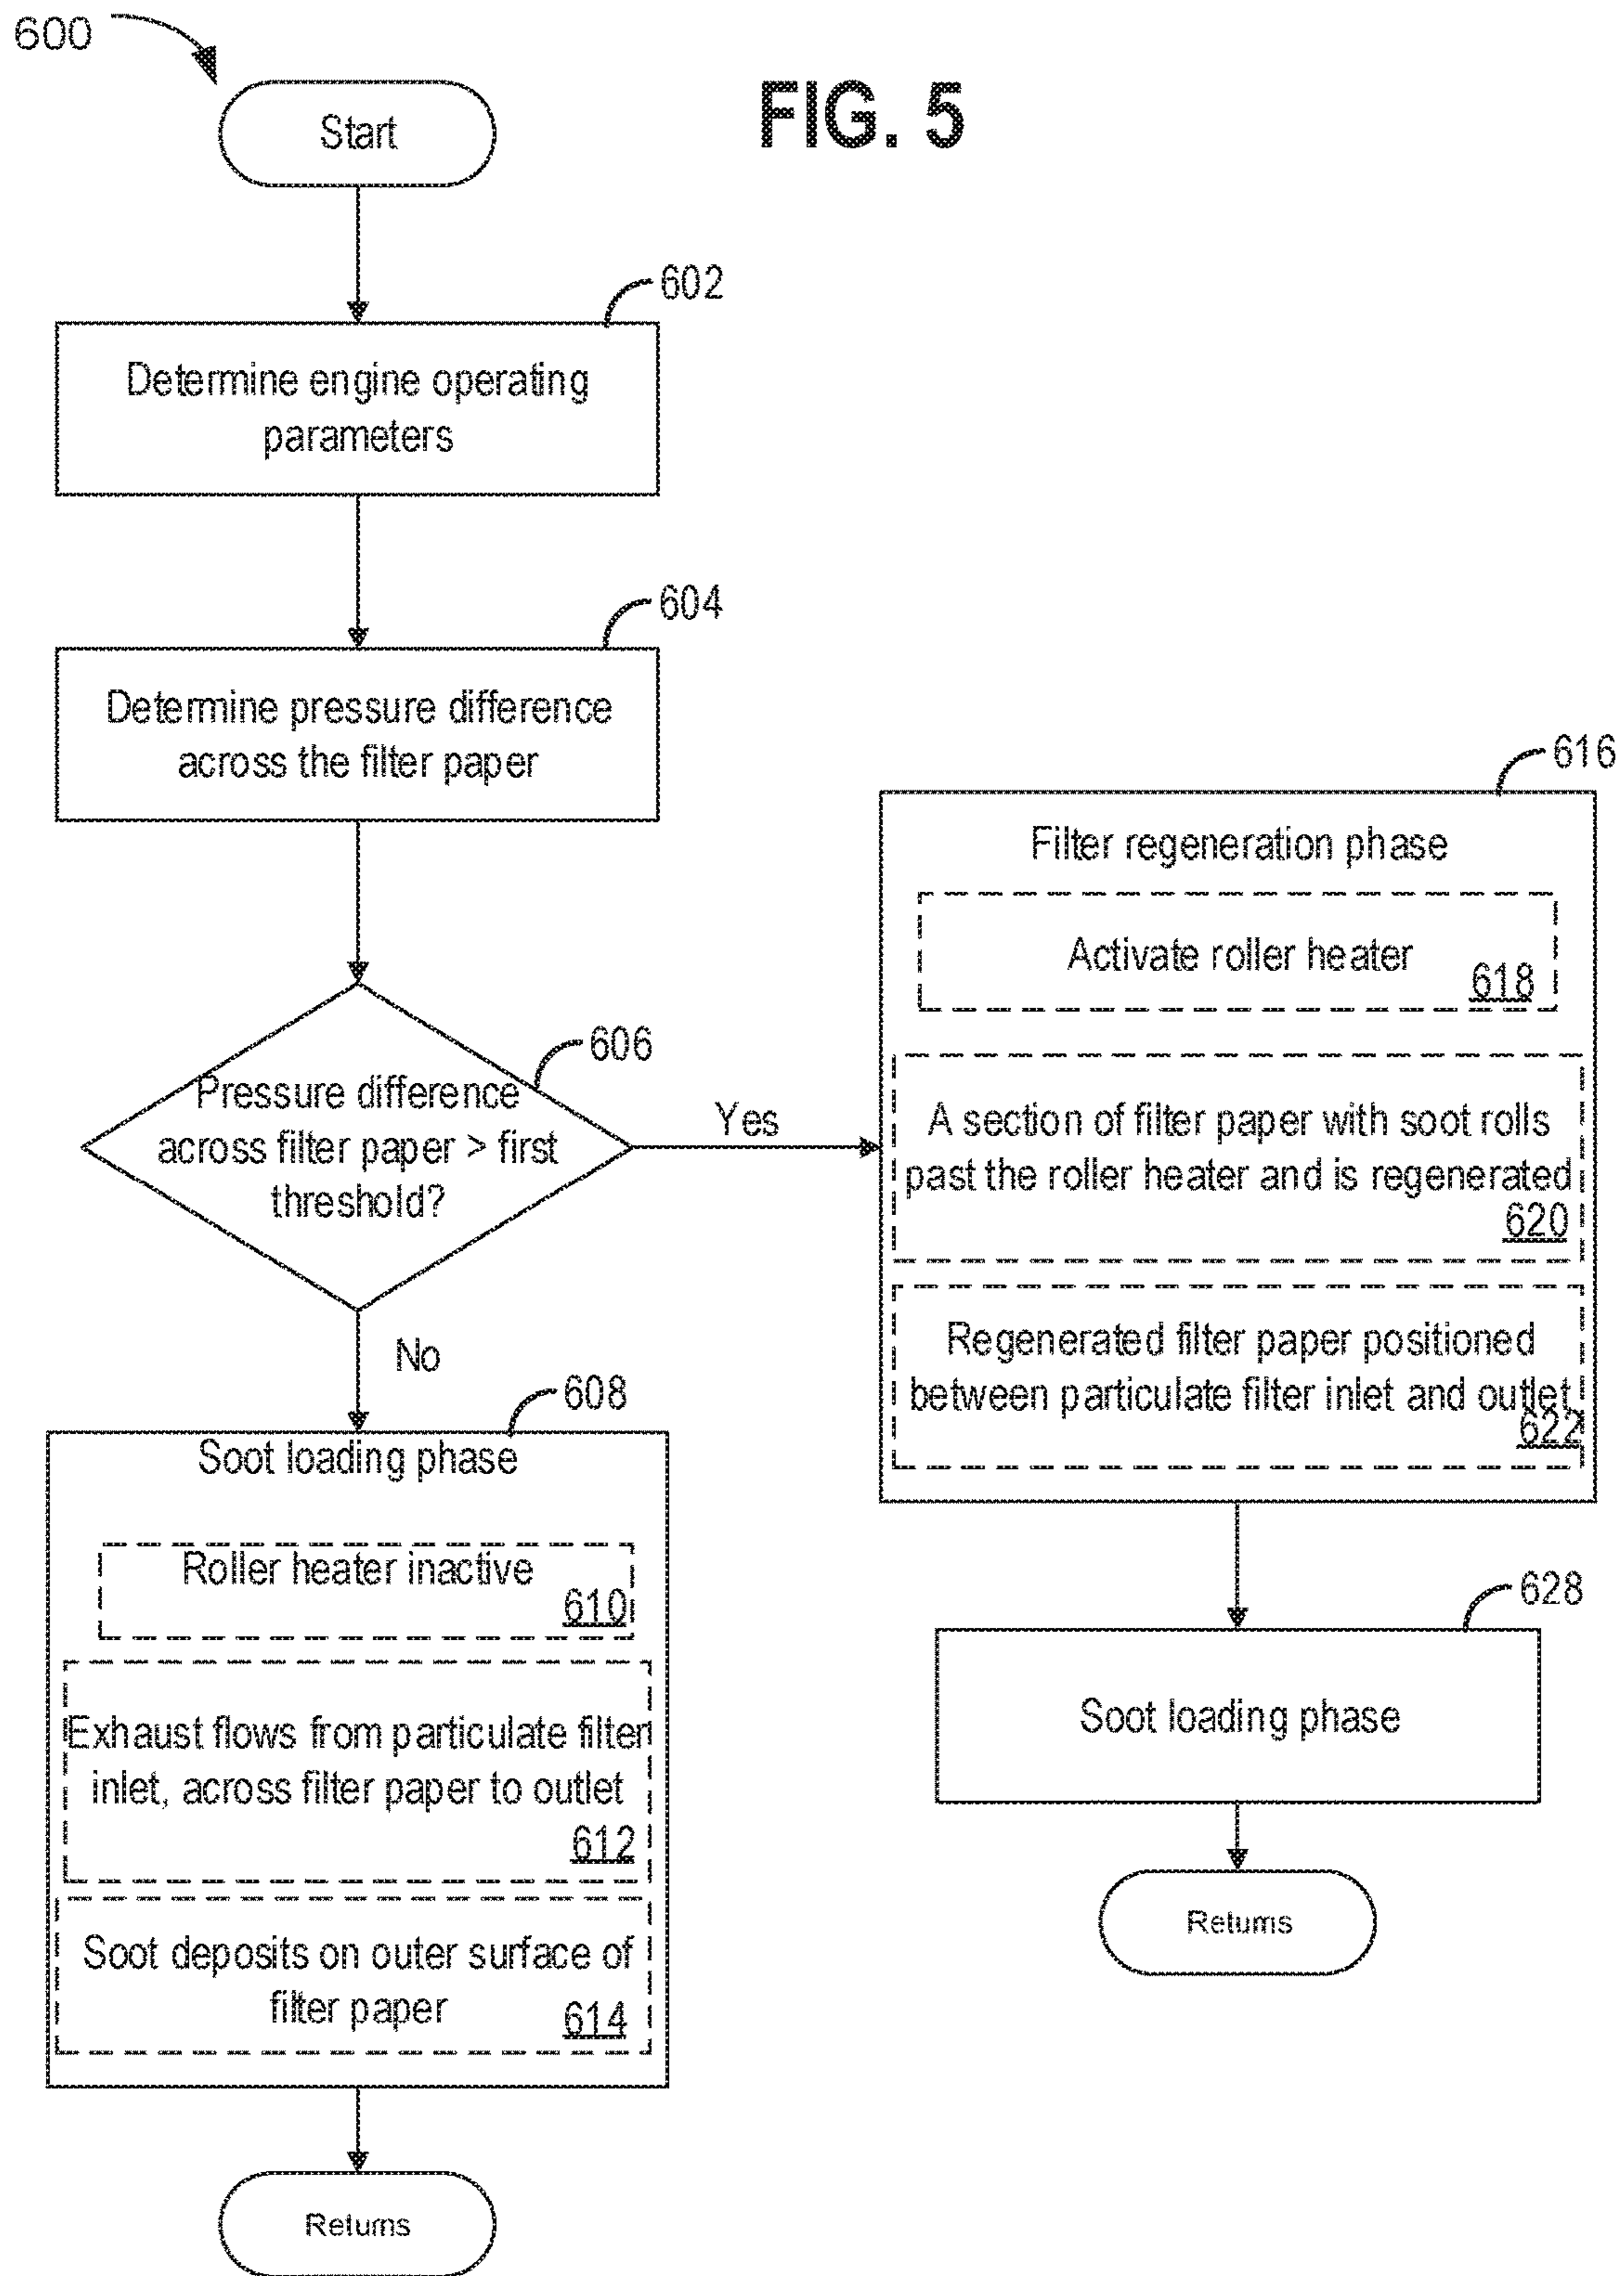 600
FIG. 5
Start
602
Determine engine operating
parameters
604
Determine pressure difference
across the filter paper
606
Pressure difference
across filter paper > first
threshold?
Yes
No
608
Soot loading phase
Roller heater inactive
610
Exhaust flows from particulate filter
inlet, across filter paper to outlet
612
Soot deposits on outer surface of
filter paper
614
Returns
616
Filter regeneration phase
Activate roller heater
618
A section of filter paper with soot rolls
past the roller heater and is regenerated
620
Regenerated filter paper positioned
between particulate filter inlet and outlet
622
628
Soot loading phase
Returns